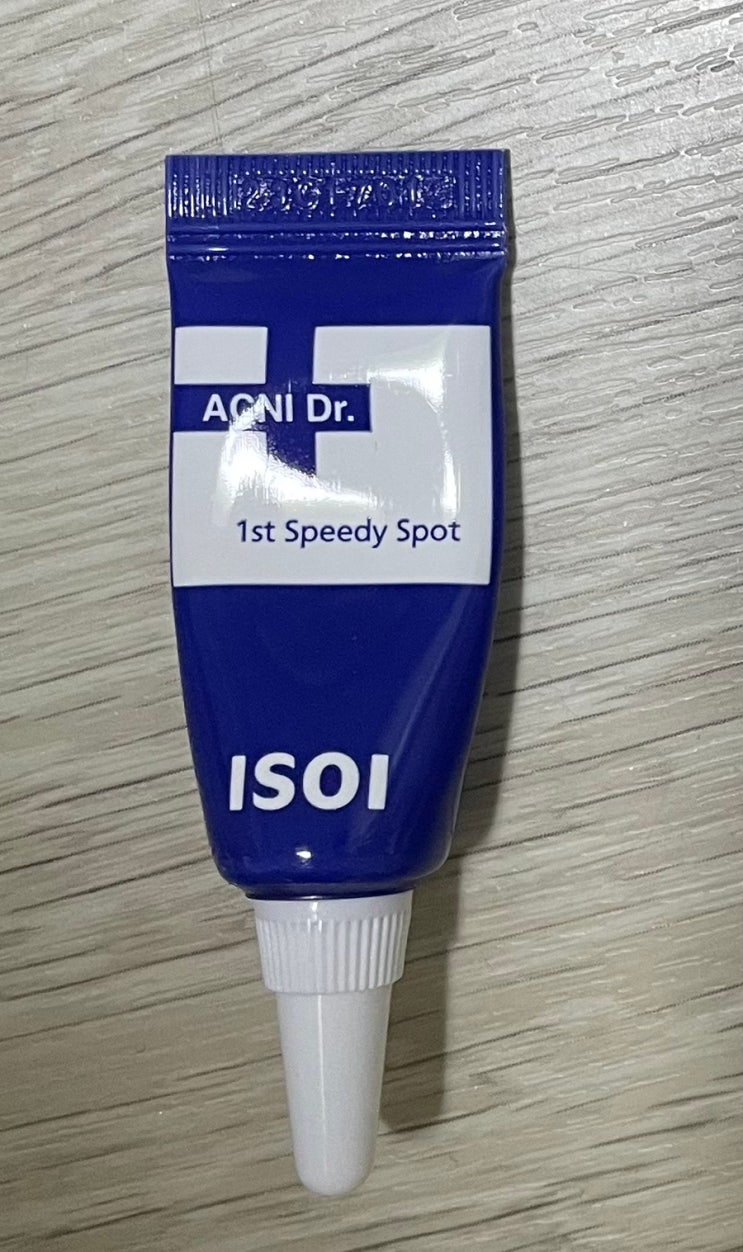 ACNI Dr.
1st Speedy Spot
ISOI